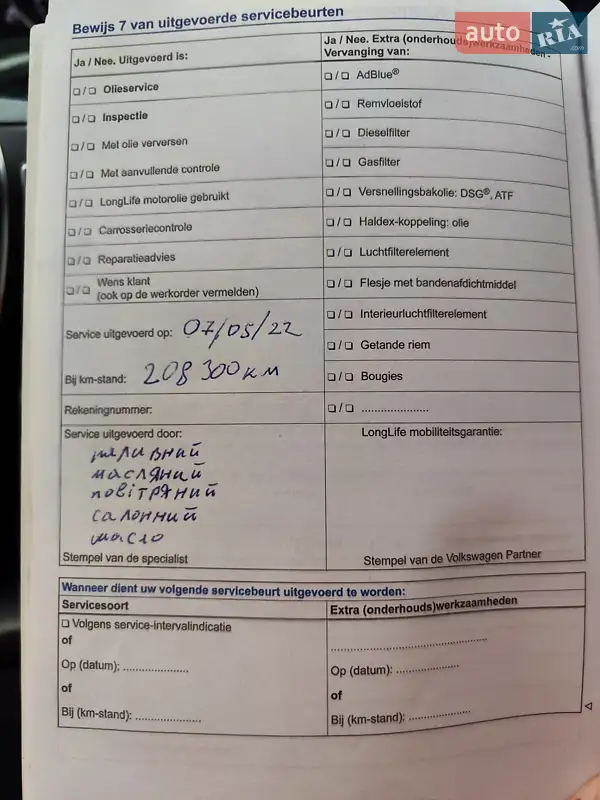 Bewijs 7 van uitgevoerde servicebeurten
auto RIA .com
Ja / Nee. Uitgevoerd is:
☐ / ☐ Olieservice
☐ / ☐ Inspectie
☐ / ☐ Met olie verversen
☐ / ☐ Met aanvullende controle
☐ / ☐ LongLife motorolie gebruikt
☐ / ☐ Carrosseriecontrole
☐ / ☐ Reparatieadvies
☐ / ☐ Wens klant
(ook op de werkorder vermelden)
Service uitgevoerd op: 07/05/22
Bij km-stand: 208 300 км
Rekeningnummer:
Service uitgevoerd door:
паливний
масляний
повітряний
салонний
масло
Stempel van de specialist
Ja / Nee. Extra (onderhouds)werkzaamheden.
Vervanging van:
☐ / ☐ AdBlue®
☐ / ☐ Remvloeistof
☐ / ☐ Dieselfilter
☐ / ☐ Gasfilter
☐ / ☐ Versnellingsbakolie: DSG®, ATF
☐ / ☐ Haldex-koppeling: olie
☐ / ☐ Luchtfilterelement
☐ / ☐ Flesje met bandenafdichtmiddel
☐ / ☐ Interieurluchtfilterelement
☐ / ☐ Getande riem
☐ / ☐ Bougies
☐ / ☐ .....................
LongLife mobiliteitsgarantie:
Stempel van de Volkswagen Partner
Wanneer dient uw volgende servicebeurt uitgevoerd te worden:
Servicesoort
☐ Volgens service-intervalindicatie
of
Op (datum): ....................
of
Bij (km-stand): ....................
Extra (onderhouds)werkzaamheden
................................................
Op (datum): ...................
of
Bij (km-stand): ...................